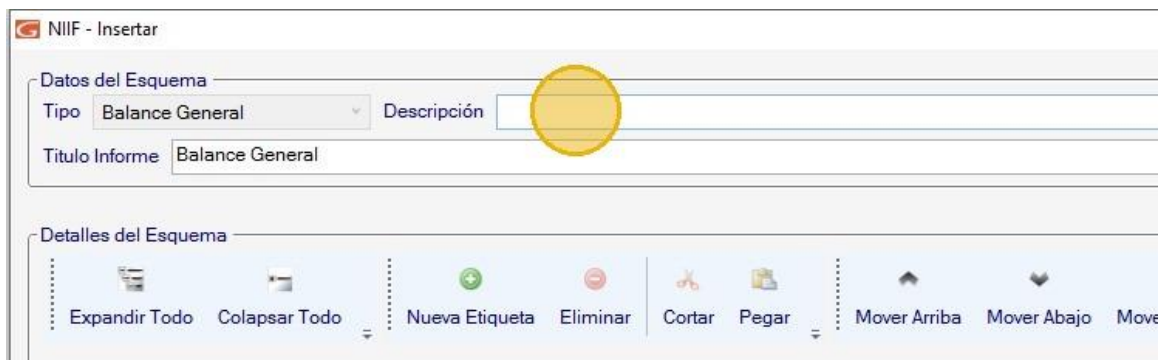 NIIF - Insertar
Datos del Esquema
Tipo Balance General Descripción
Titulo Informe Balance General
Detalles del Esquema
Expandir Todo Colapsar Todo Nueva Etiqueta Eliminar Cortar Pegar Mover Arriba Mover Abajo Move